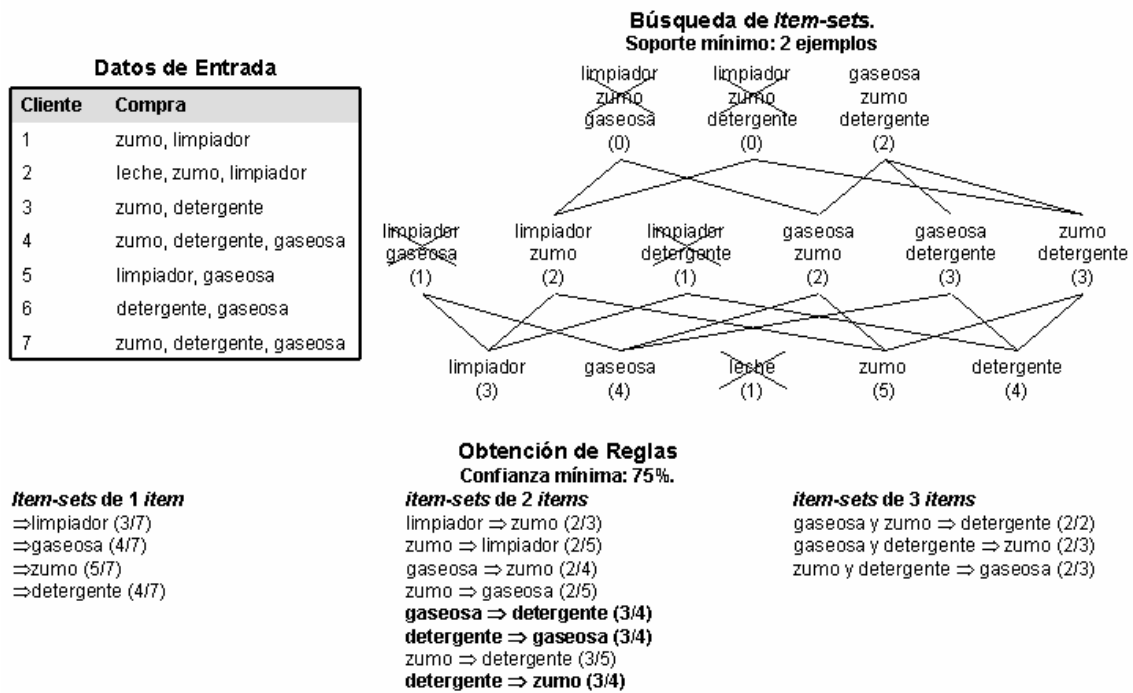 Datos de Entrada
Cliente Compra
1 zumo, limpiador
2 leche, zumo, limpiador
3 zumo, detergente
4 zumo, detergente, gaseosa
5 limpiador, gaseosa
6 detergente, gaseosa
7 zumo, detergente, gaseosa
Búsqueda de Item-sets.
Soporte mínimo: 2 ejemplos
limpiador limpiador gaseosa
zumo zumo zumo
gaseosa detergente detergente
(0) (0) (2)
limpiador limpiador limpiador gaseosa gaseosa zumo
gaseosa zumo detergente zumo detergente detergente
(1) (2) (1) (2) (3) (3)
limpiador gaseosa leche zumo detergente
(3) (4) (1) (5) (4)
Obtención de Reglas
Confianza mínima: 75%.
Item-sets de 1 item
⇒limpiador (3/7)
⇒gaseosa (4/7)
⇒zumo (5/7)
⇒detergente (4/7)
item-sets de 2 items
limpiador ⇒ zumo (2/3)
zumo ⇒ limpiador (2/5)
gaseosa ⇒ zumo (2/4)
zumo ⇒ gaseosa (2/5)
gaseosa ⇒ detergente (3/4)
detergente ⇒ gaseosa (3/4)
zumo ⇒ detergente (3/5)
detergente ⇒ zumo (3/4)
item-sets de 3 items
gaseosa y zumo ⇒ detergente (2/2)
gaseosa y detergente ⇒ zumo (2/3)
zumo y detergente ⇒ gaseosa (2/3)